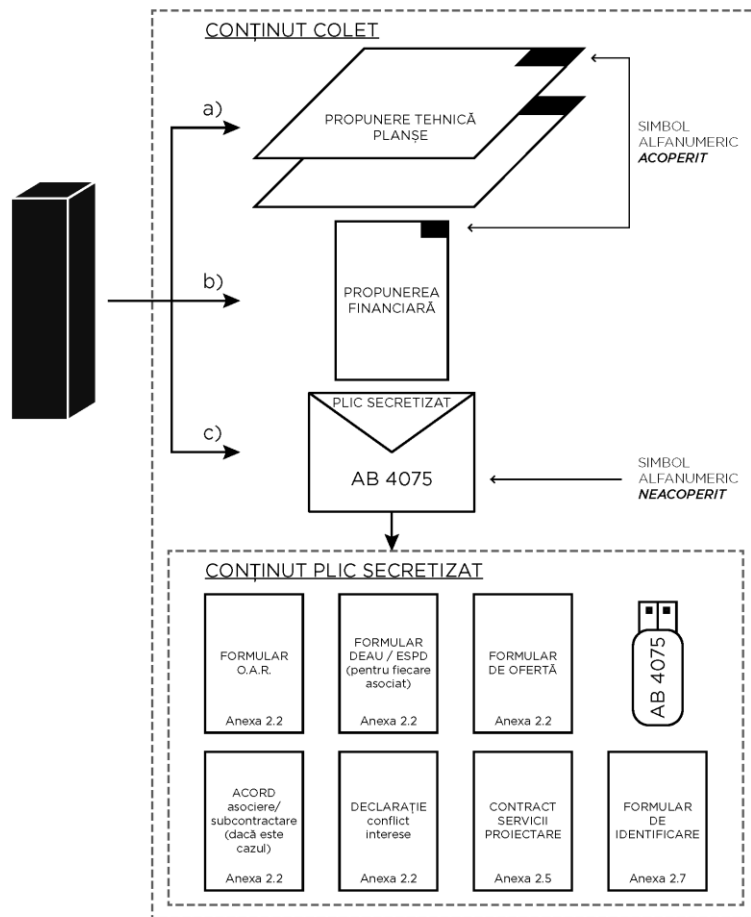 CONȚINUT COLET
a)
PROPUNERE TEHNICĂ
PLANȘE
SIMBOL
ALFANUMERIC
ACOPERIT
b)
PROPUNEREA
FINANCIARĂ
c)
PLIC SECRETIZAT
AB 4075
SIMBOL
ALFANUMERIC
NEACOPERIT
CONȚINUT PLIC SECRETIZAT
FORMULAR
O.A.R.
Anexa 2.2
FORMULAR
DEAU / ESPD
(pentru fiecare
asociat)
Anexa 2.2
FORMULAR
DE OFERTĂ
Anexa 2.2
AB 4075
ACORD
asociere/
subcontractare
(dacă este
cazul)
Anexa 2.2
DECLARAȚIE
conflict
interese
Anexa 2.2
CONTRACT
SERVICII
PROIECTARE
Anexa 2.5
FORMULAR
DE
IDENTIFICARE
Anexa 2.7